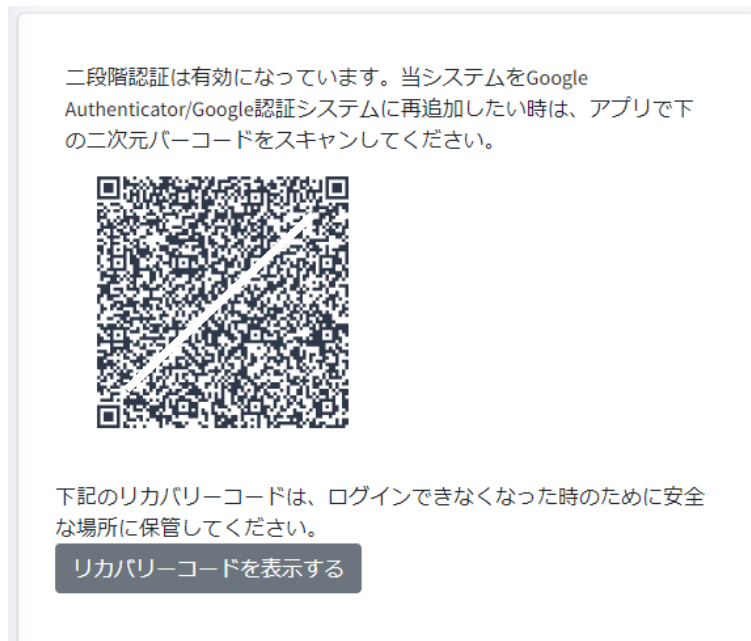 二段階認証は有効になっています。当システムをGoogle
Authenticator/Google認証システムに再追加したい時は、アプリで下
の二次元バーコードをスキャンしてください。
下記のリカバリーコードは、ログインできなくなった時のために安全
な場所に保管してください。
リカバリーコードを表示する